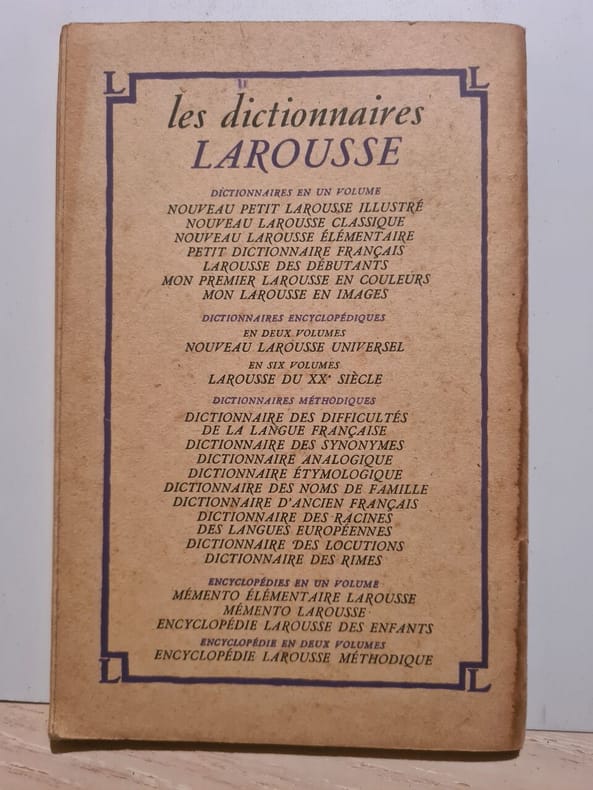 L L
les dictionnaires
LAROUSSE
DICTIONNAIRES EN UN VOLUME
NOUVEAU PETIT LAROUSSE ILLUSTRÉ
NOUVEAU LAROUSSE CLASSIQUE
NOUVEAU LAROUSSE ÉLÉMENTAIRE
PETIT DICTIONNAIRE FRANÇAIS
LAROUSSE DES DÉBUTANTS
MON PREMIER LAROUSSE EN COULEURS
MON LAROUSSE EN IMAGES
DICTIONNAIRES ENCYCLOPÉDIQUES
EN DEUX VOLUMES
NOUVEAU LAROUSSE UNIVERSEL
EN SIX VOLUMES
LAROUSSE DU XXᵉ SIÈCLE
DICTIONNAIRES MÉTHODIQUES
DICTIONNAIRE DES DIFFICULTÉS
DE LA LANGUE FRANÇAISE
DICTIONNAIRE DES SYNONYMES
DICTIONNAIRE ANALOGIQUE
DICTIONNAIRE ÉTYMOLOGIQUE
DICTIONNAIRE DES NOMS DE FAMILLE
DICTIONNAIRE D'ANCIEN FRANÇAIS
DICTIONNAIRE DES RACINES
DES LANGUES EUROPÉENNES
DICTIONNAIRE DES LOCUTIONS
DICTIONNAIRE DES RIMES
ENCYCLOPÉDIES EN UN VOLUME
MÉMENTO ÉLÉMENTAIRE LAROUSSE
MÉMENTO LAROUSSE
ENCYCLOPÉDIE LAROUSSE DES ENFANTS
ENCYCLOPÉDIE EN DEUX VOLUMES
ENCYCLOPÉDIE LAROUSSE MÉTHODIQUE
L L